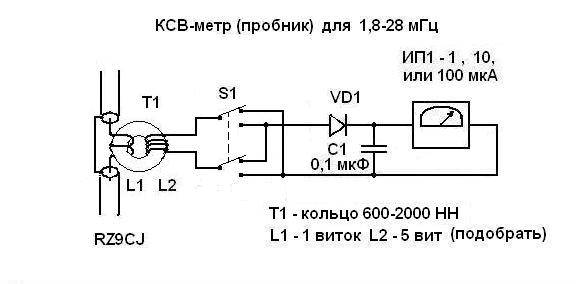 КСВ-метр (пробник) для 1,8-28 мГц
ИП1 - 1 , 10,
или 100 мкА
T1
S1
VD1
C1
0,1 мкФ
L1 L2
T1 - кольцо 600-2000 НН
L1 - 1 виток L2 - 5 вит (подобрать)
RZ9CJ